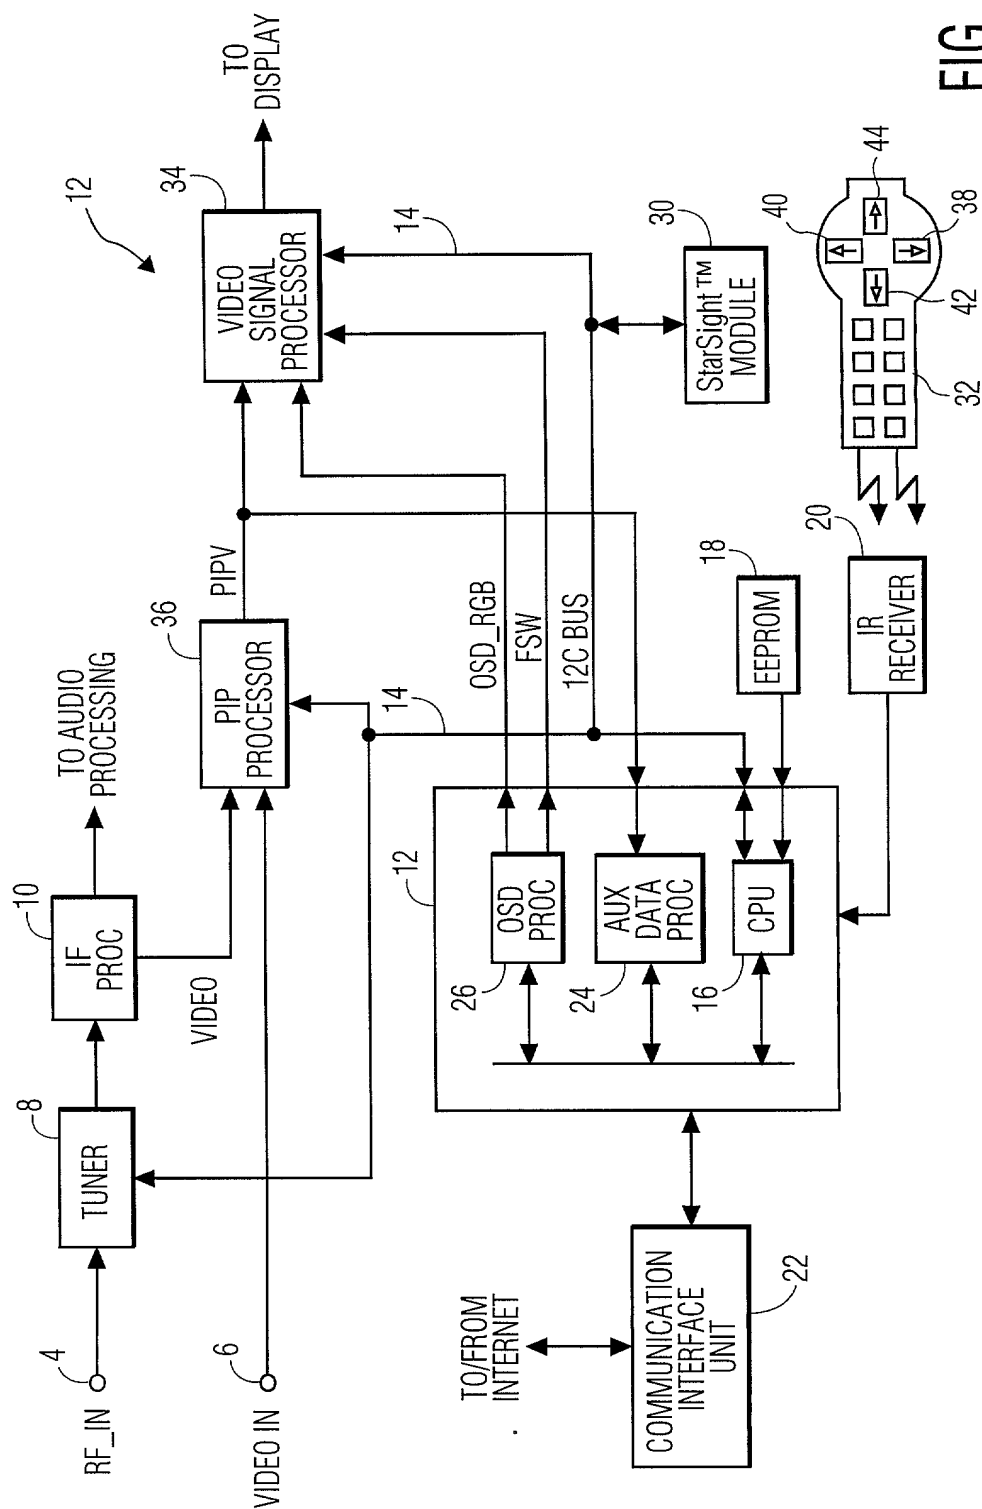 RF_IN
4
TUNER
8
IF
PROC
10
TO AUDIO
PROCESSING
VIDEO IN
6
VIDEO
PIP
PROCESSOR
36
PIPV
VIDEO
SIGNAL
PROCESSOR
34
12
TO
DISPLAY
14
14
OSD_RGB
FSW
12C BUS
12
OSD
PROC
26
AUX
DATA
PROC
24
CPU
16
EEPROM
18
StarSight™
MODULE
30
TO/FROM
INTERNET
COMMUNICATION
INTERFACE
UNIT
22
IR
RECEIVER
20
32
40
44
42
38
FIG